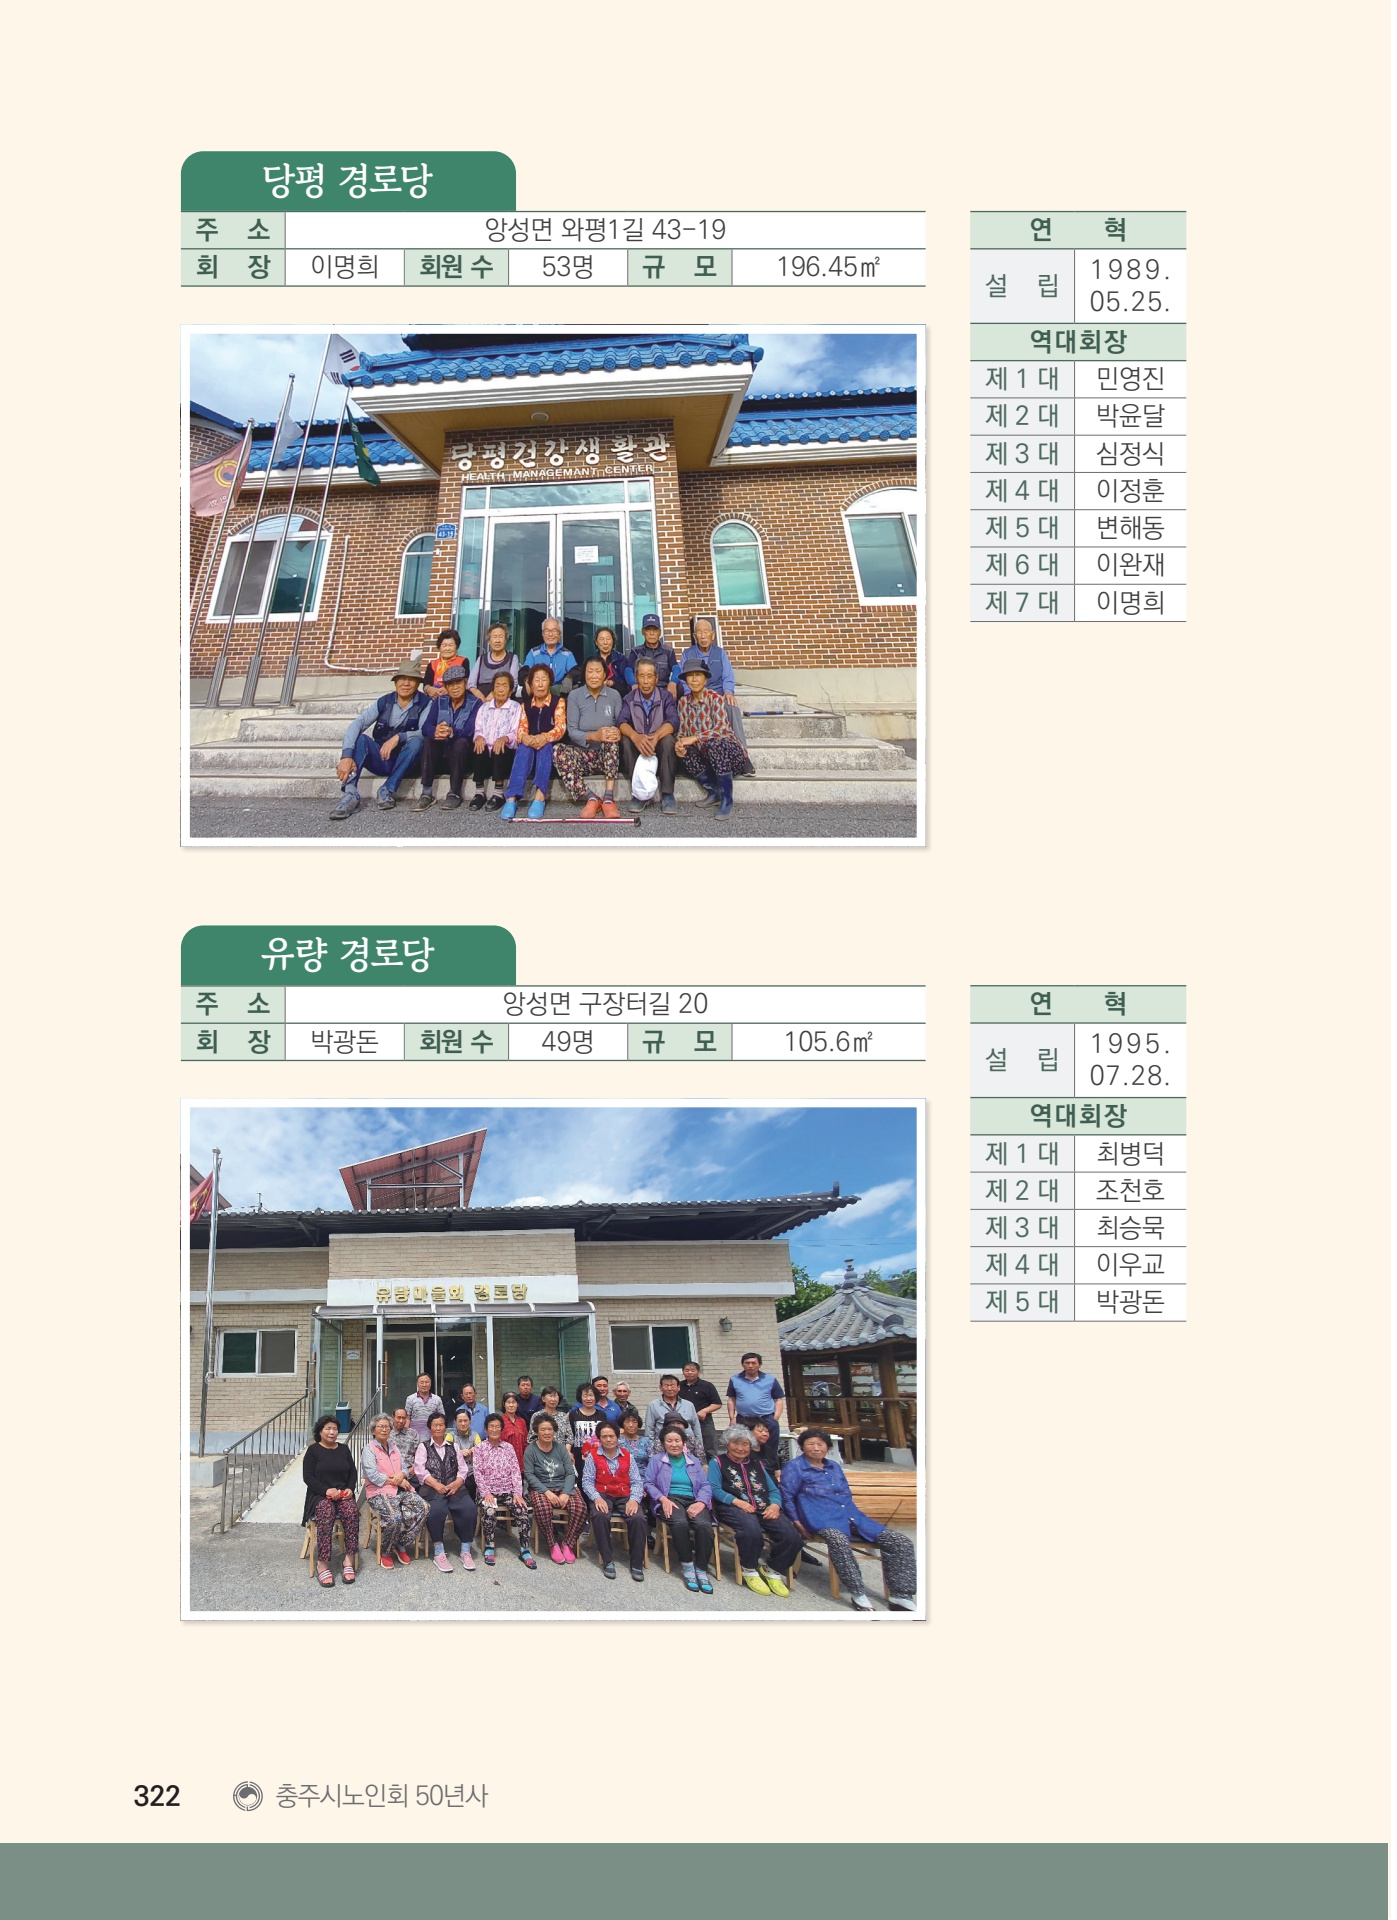 당평 경로당
주 소 앙성면 와평1길 43-19
회 장 이명희 회원 수 53명 규 모 196.45㎡
연 혁
설 립 1989.
05.25.
역대회장
제 1 대 민영진
제 2 대 박윤달
제 3 대 심정식
제 4 대 이정훈
제 5 대 변해동
제 6 대 이완재
제 7 대 이명희
당평건강생활관
HEALTH MANAGEMANT CENTER
43-19
유량 경로당
주 소 앙성면 구장터길 20
회 장 박광돈 회원 수 49명 규 모 105.6㎡
연 혁
설 립 1995.
07.28.
역대회장
제 1 대 최병덕
제 2 대 조천호
제 3 대 최승묵
제 4 대 이우교
제 5 대 박광돈
유량마을회 경로당
322 충주시노인회 50년사